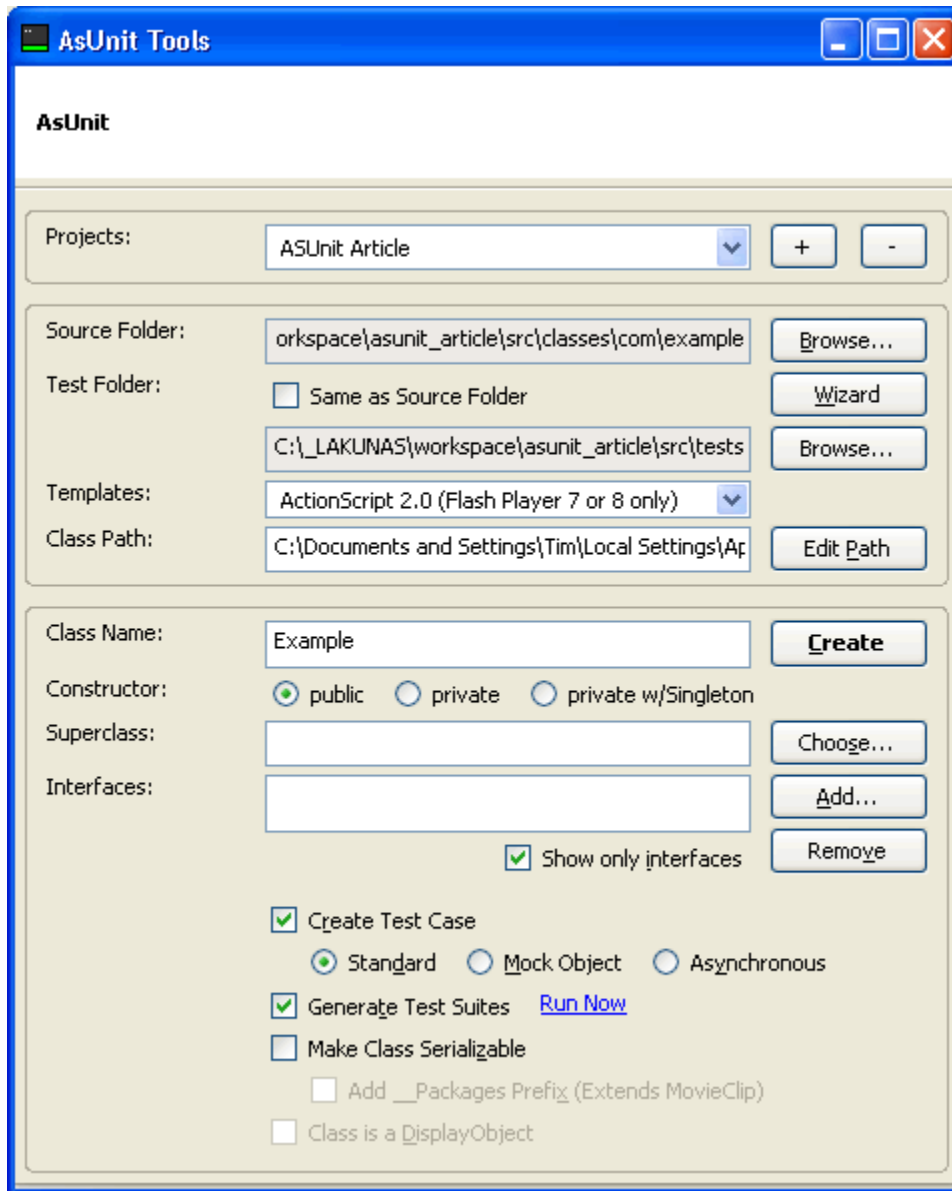 AsUnit Tools
AsUnit
Projects: ASUnit Article + -
Source Folder: orkspace\asunit_article\src\classes\com\example Browse...
Test Folder: Same as Source Folder Wizard
C:\_LAKUNAS\workspace\asunit_article\src\tests Browse...
Templates: ActionScript 2.0 (Flash Player 7 or 8 only)
Class Path: C:\Documents and Settings\Tim\Local Settings\Ap Edit Path
Class Name: Example Create
Constructor: public private private w/Singleton
Superclass: Choose...
Interfaces: Add...
Show only interfaces Remove
Create Test Case
Standard Mock Object Asynchronous
Generate Test Suites Run Now
Make Class Serializable
Add __Packages Prefix (Extends MovieClip)
Class is a DisplayObject